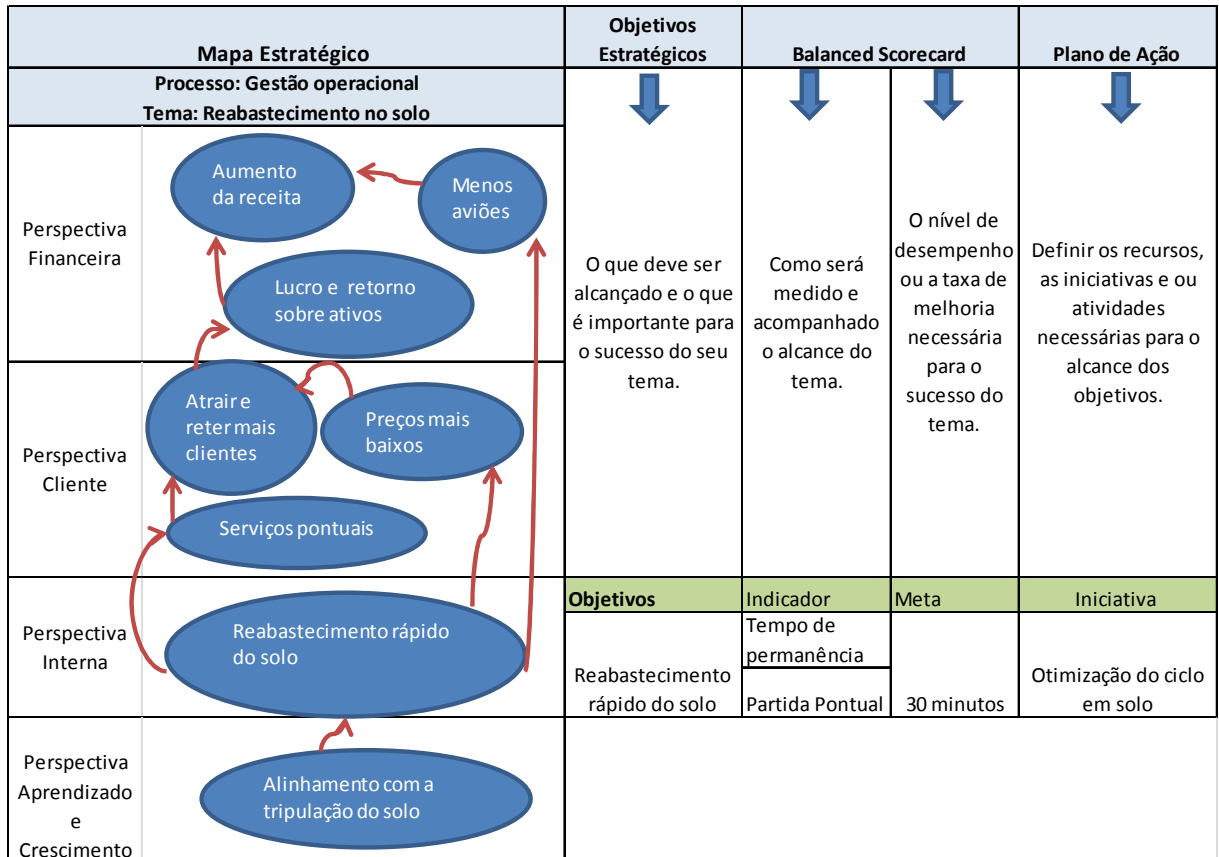 Mapa Estratégico
Objetivos
Estratégicos
Balanced Scorecard
Plano de Ação
Processo: Gestão operacional
Tema: Reabastecimento no solo
Perspectiva
Financeira
Aumento
da receita
Menos
aviões
Lucro e retorno
sobre ativos
Perspectiva
Cliente
Atrair e
reter mais
clientes
Preços mais
baixos
Serviços pontuais
Perspectiva
Interna
Reabastecimento rápido
do solo
Perspectiva
Aprendizado
e
Crescimento
Alinhamento com a
tripulação do solo
O que deve ser
alcançado e o que
é importante para
o sucesso do seu
tema.
Como será
medido e
acompanhado
o alcance do
tema.
O nível de
desempenho
ou a taxa de
melhoria
necessária
para o
sucesso do
tema.
Definir os recursos,
as iniciativas e ou
atividades
necessárias para o
alcance dos
objetivos.
Objetivos
Indicador
Meta
Iniciativa
Reabastecimento
rápido do solo
Tempo de
permanência
Partida Pontual
30 minutos
Otimização do ciclo
em solo